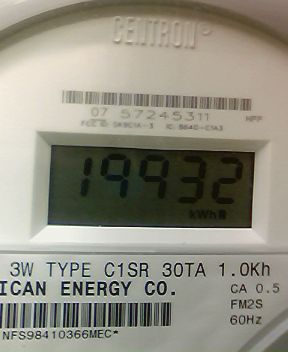 CENTRON®
07 57245311
19932
kWh
3W TYPE C1SR 30TA 1.0Kh
ICAN ENERGY CO.
CA 0.5
FM2S
60Hz
NFS98410366MEC*